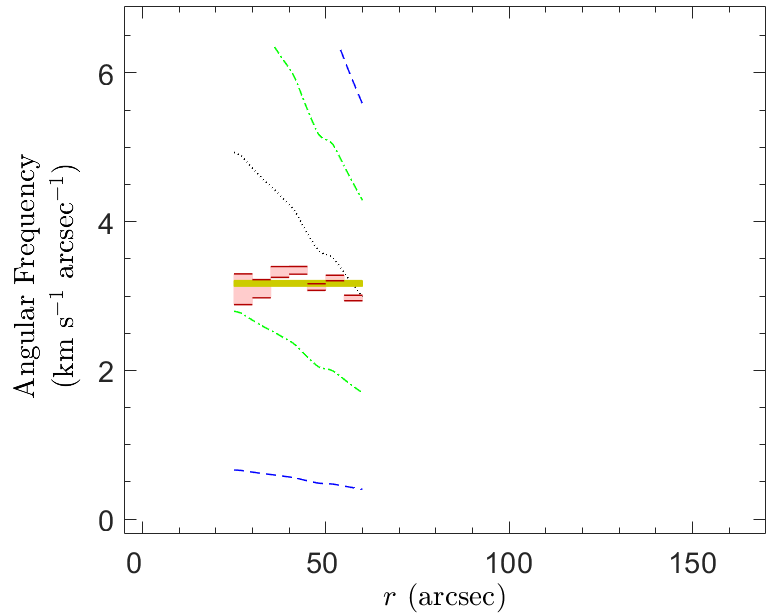 Angular Frequency
(km s⁻¹ arcsec⁻¹)
6
4
2
0
0 50 100 150
r (arcsec)